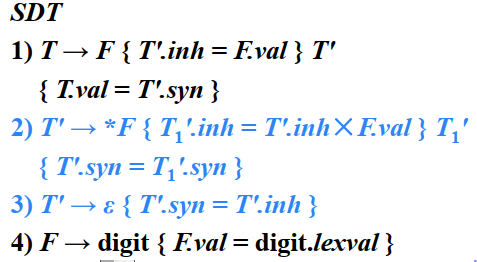 SDT
1) T → F { T'.inh = F.val } T'
{ T.val = T'.syn }
2) T' → *F { T₁'.inh = T'.inh×F.val } T₁'
{ T'.syn = T₁'.syn }
3) T' → ε { T'.syn = T'.inh }
4) F → digit { F.val = digit.lexval }